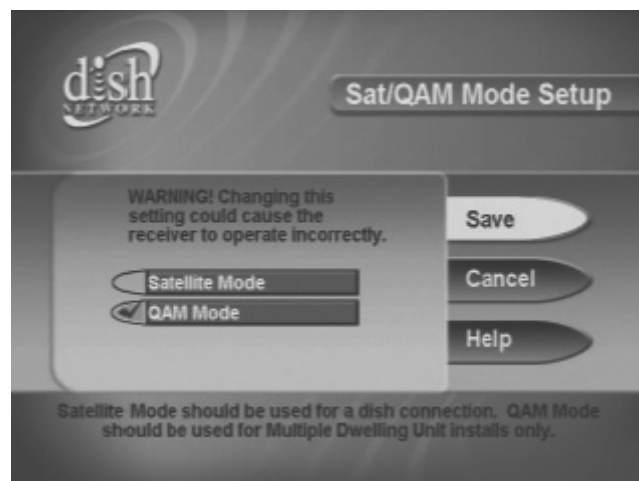 dish
NETWORK
Sat/QAM Mode Setup
WARNING! Changing this
setting could cause the
receiver to operate incorrectly.
Satellite Mode
QAM Mode
Save
Cancel
Help
Satellite Mode should be used for a dish connection. QAM Mode
should be used for Multiple Dwelling Unit installs only.